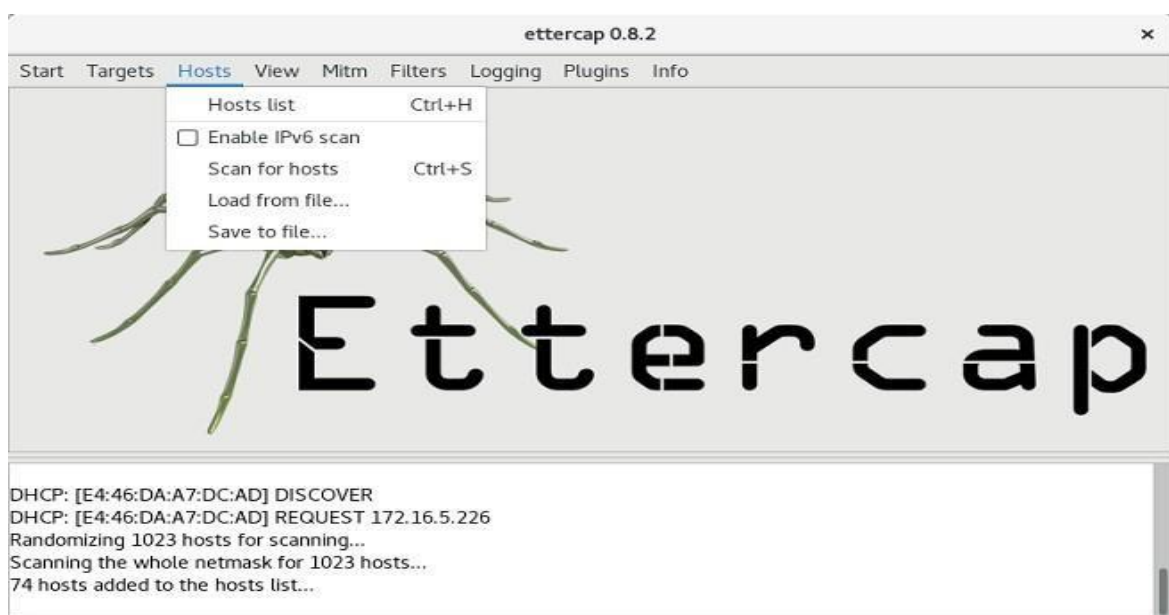 ettercap 0.8.2 ×
Start Targets Hosts View Mitm Filters Logging Plugins Info
Hosts list Ctrl+H
Enable IPv6 scan
Scan for hosts Ctrl+S
Load from file...
Save to file...
Ettercap
DHCP: [E4:46:DA:A7:DC:AD] DISCOVER
DHCP: [E4:46:DA:A7:DC:AD] REQUEST 172.16.5.226
Randomizing 1023 hosts for scanning...
Scanning the whole netmask for 1023 hosts...
74 hosts added to the hosts list...